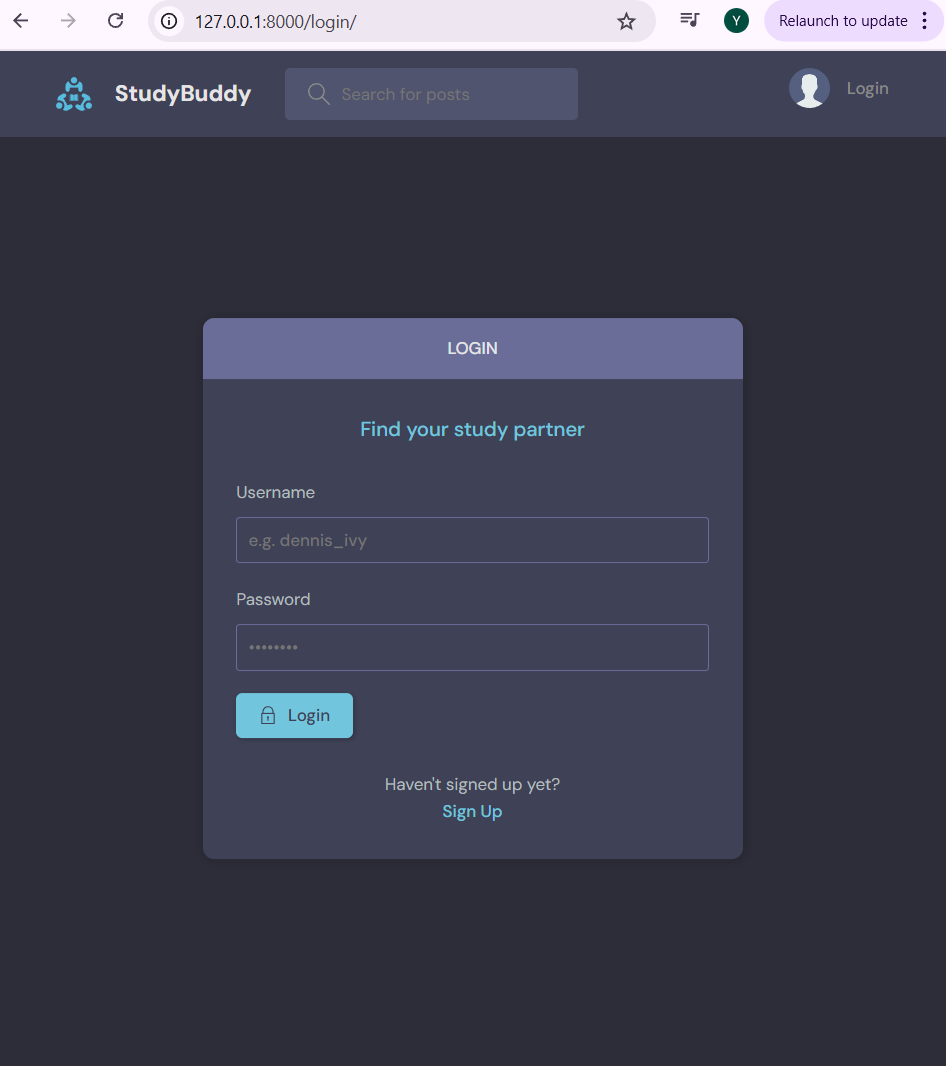 127.0.0.1:8000/login/
Y
Relaunch to update
StudyBuddy
Search for posts
Login
LOGIN
Find your study partner
Username
e.g. dennis_ivy
Password
••••••••
Login
Haven't signed up yet?
Sign Up